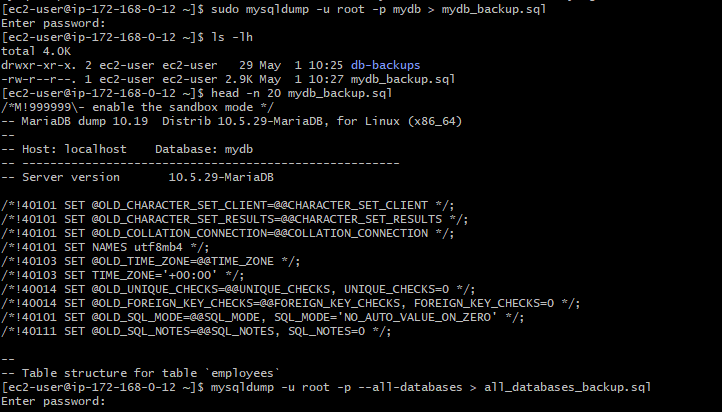 [ec2-user@ip-172-168-0-12 ~]$ sudo mysqldump -u root -p mydb > mydb_backup.sql
Enter password:
[ec2-user@ip-172-168-0-12 ~]$ ls -lh
total 4.0K
drwxr-xr-x. 2 ec2-user ec2-user   29 May  1 10:25 db-backups
-rw-r--r--. 1 ec2-user ec2-user 2.9K May  1 10:27 mydb_backup.sql
[ec2-user@ip-172-168-0-12 ~]$ head -n 20 mydb_backup.sql
/*M!999999\- enable the sandbox mode */
-- MariaDB dump 10.19  Distrib 10.5.29-MariaDB, for Linux (x86_64)
--
-- Host: localhost    Database: mydb
-- ------------------------------------------------------
-- Server version       10.5.29-MariaDB
/*!40101 SET @OLD_CHARACTER_SET_CLIENT=@@CHARACTER_SET_CLIENT */;
/*!40101 SET @OLD_CHARACTER_SET_RESULTS=@@CHARACTER_SET_RESULTS */;
/*!40101 SET @OLD_COLLATION_CONNECTION=@@COLLATION_CONNECTION */;
/*!40101 SET NAMES utf8mb4 */;
/*!40103 SET @OLD_TIME_ZONE=@@TIME_ZONE */;
/*!40103 SET TIME_ZONE='+00:00' */;
/*!40014 SET @OLD_UNIQUE_CHECKS=@@UNIQUE_CHECKS, UNIQUE_CHECKS=0 */;
/*!40014 SET @OLD_FOREIGN_KEY_CHECKS=@@FOREIGN_KEY_CHECKS, FOREIGN_KEY_CHECKS=0 */;
/*!40101 SET @OLD_SQL_MODE=@@SQL_MODE, SQL_MODE='NO_AUTO_VALUE_ON_ZERO' */;
/*!40111 SET @OLD_SQL_NOTES=@@SQL_NOTES, SQL_NOTES=0 */;
--
-- Table structure for table `employees`
[ec2-user@ip-172-168-0-12 ~]$ mysqldump -u root -p --all-databases > all_databases_backup.sql
Enter password: